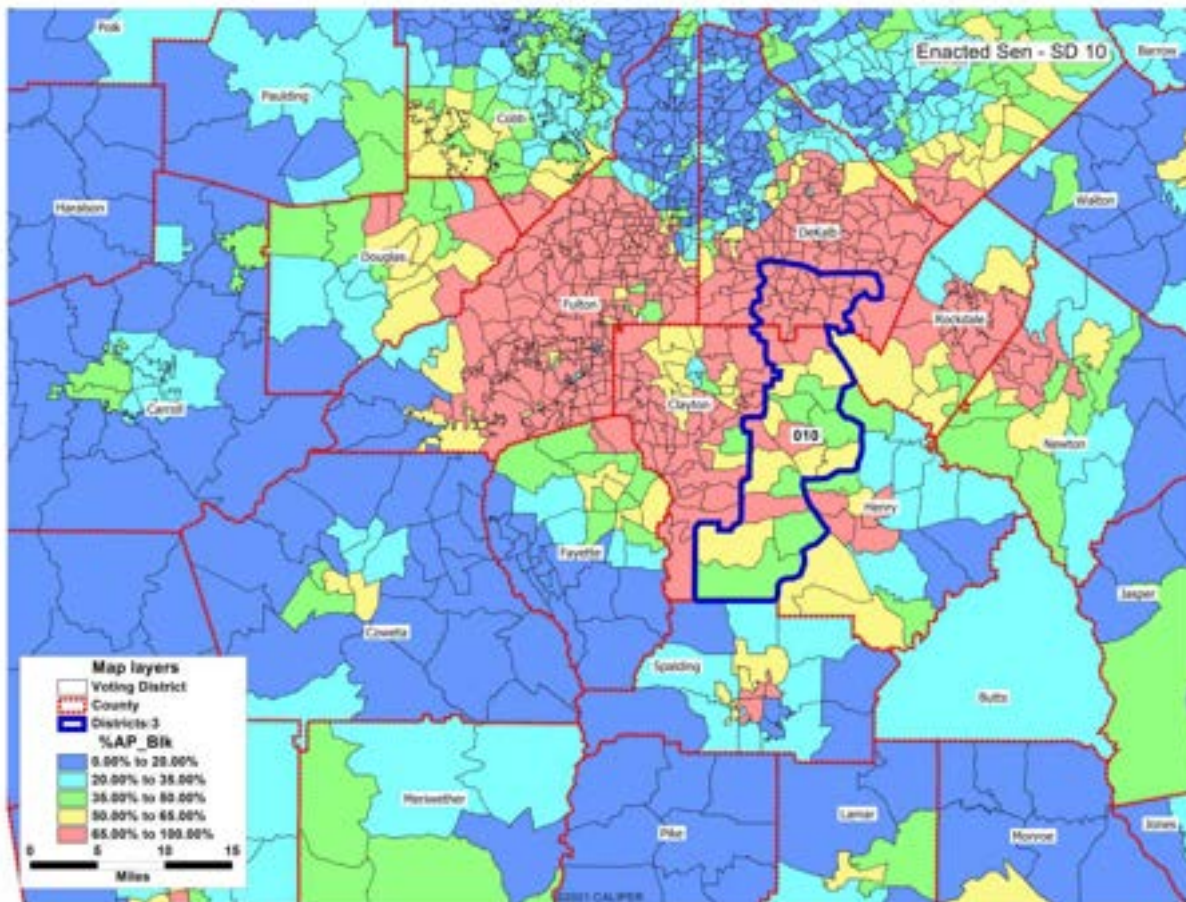 Polk
Enacted Sen - SD 10
Barrow
Paulding
Cobb
Haralson
Walton
DeKalb
Douglas
Fulton
Rockdale
Carroll
Clayton
010
Newton
Henry
Fayette
Jasper
Coweta
Spalding
Butts
Map layers
Voting District
County
Districts:3
%AP_Blk
0.00% to 20.00%
20.00% to 35.00%
35.00% to 50.00%
50.00% to 65.00%
65.00% to 100.00%
0 5 10 15
Miles
Meriwether
Pike
Lamar
Monroe
Jones
©2021 CALIPER